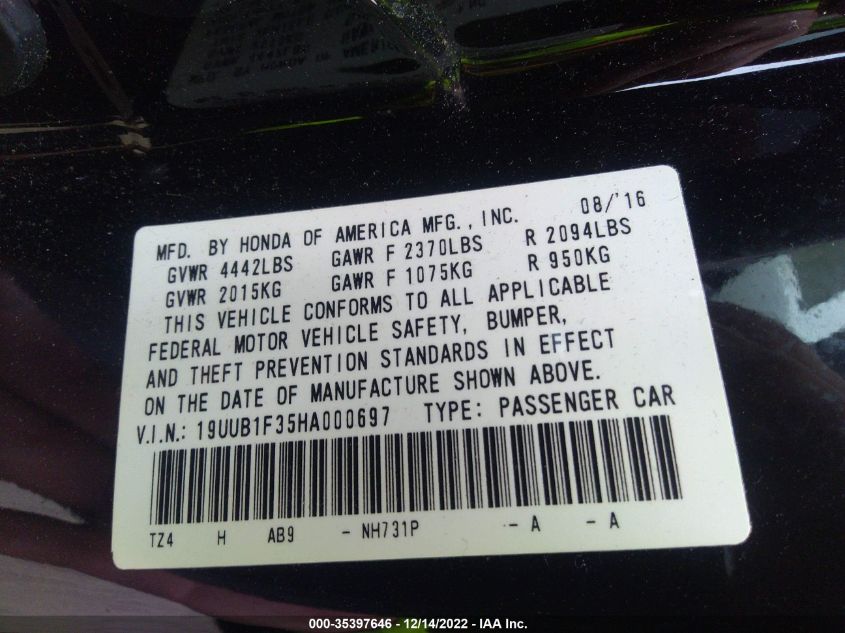 MFD. BY HONDA OF AMERICA MFG., INC. 08/'16
GVWR 4442LBS GAWR F 2370LBS R 2094LBS
GVWR 2015KG GAWR F 1075KG R 950KG
THIS VEHICLE CONFORMS TO ALL APPLICABLE
FEDERAL MOTOR VEHICLE SAFETY, BUMPER,
AND THEFT PREVENTION STANDARDS IN EFFECT
ON THE DATE OF MANUFACTURE SHOWN ABOVE.
V.I.N.: 19UUB1F35HA000697 TYPE: PASSENGER CAR
TZ4 H AB9 - NH731P - A - A
000-35397646 - 12/14/2022 - IAA Inc.